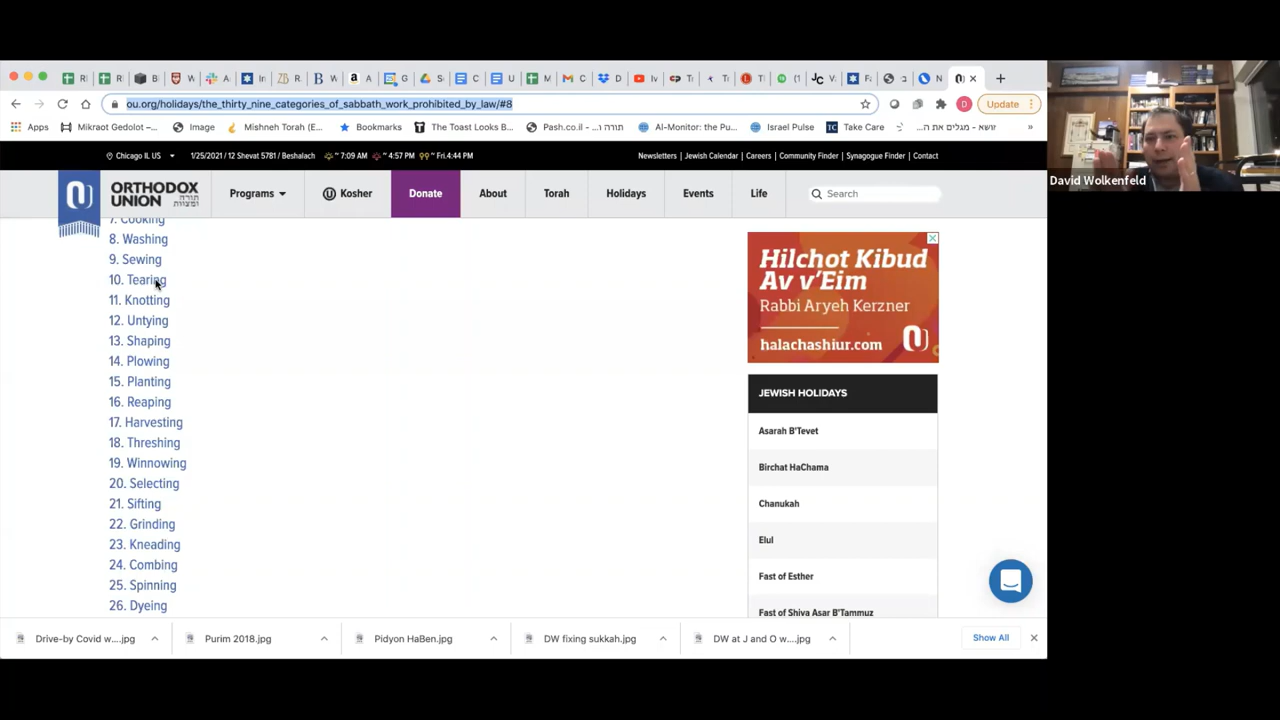 ou.org/holidays/the_thirty_nine_categories_of_sabbath_work_prohibited_by_law/#8
Update
Apps
Mikraot Gedolot –...
Image
Mishneh Torah (E...
Bookmarks
The Toast Looks B...
Pash.co.il – ... תורה
AI-Monitor: the Pu...
Israel Pulse
Take Care
נושא - מגלים את ה...
Chicago IL US
1/25/2021 / 12 Shevat 5781 / Beshalach
7:09 AM
4:57 PM
Fri.4:44 PM
Newsletters | Jewish Calendar | Careers | Community Finder | Synagogue Finder | Contact
ORTHODOX
UNION
תורה
ומצוות
Programs
Kosher
Donate
About
Torah
Holidays
Events
Life
Search
7. Cooking
8. Washing
9. Sewing
10. Tearing
11. Knotting
12. Untying
13. Shaping
14. Plowing
15. Planting
16. Reaping
17. Harvesting
18. Threshing
19. Winnowing
20. Selecting
21. Sifting
22. Grinding
23. Kneading
24. Combing
25. Spinning
26. Dyeing
Hilchot Kibud
Av v'Eim
Rabbi Aryeh Kerzner
halachashiur.com
JEWISH HOLIDAYS
Asarah B'Tevet
Birchat HaChama
Chanukah
Elul
Fast of Esther
Fast of Shiva Asar B'Tammuz
Drive-by Covid w....jpg
Purim 2018.jpg
Pidyon HaBen.jpg
DW fixing sukkah.jpg
DW at J and O w....jpg
Show All
David Wolkenfeld